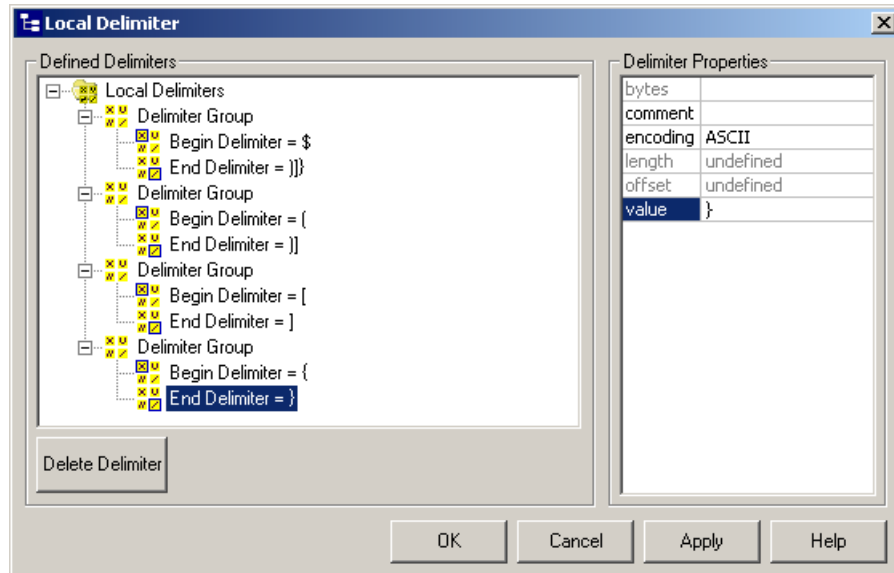 Local Delimiter
Defined Delimiters
Local Delimiters
Delimiter Group
Begin Delimiter = $
End Delimiter = )]}
Delimiter Group
Begin Delimiter = (
End Delimiter = )]
Delimiter Group
Begin Delimiter = [
End Delimiter = ]
Delimiter Group
Begin Delimiter = {
End Delimiter = }
Delete Delimiter
Delimiter Properties
bytes
comment
encoding ASCII
length undefined
offset undefined
value }
OK Cancel Apply Help